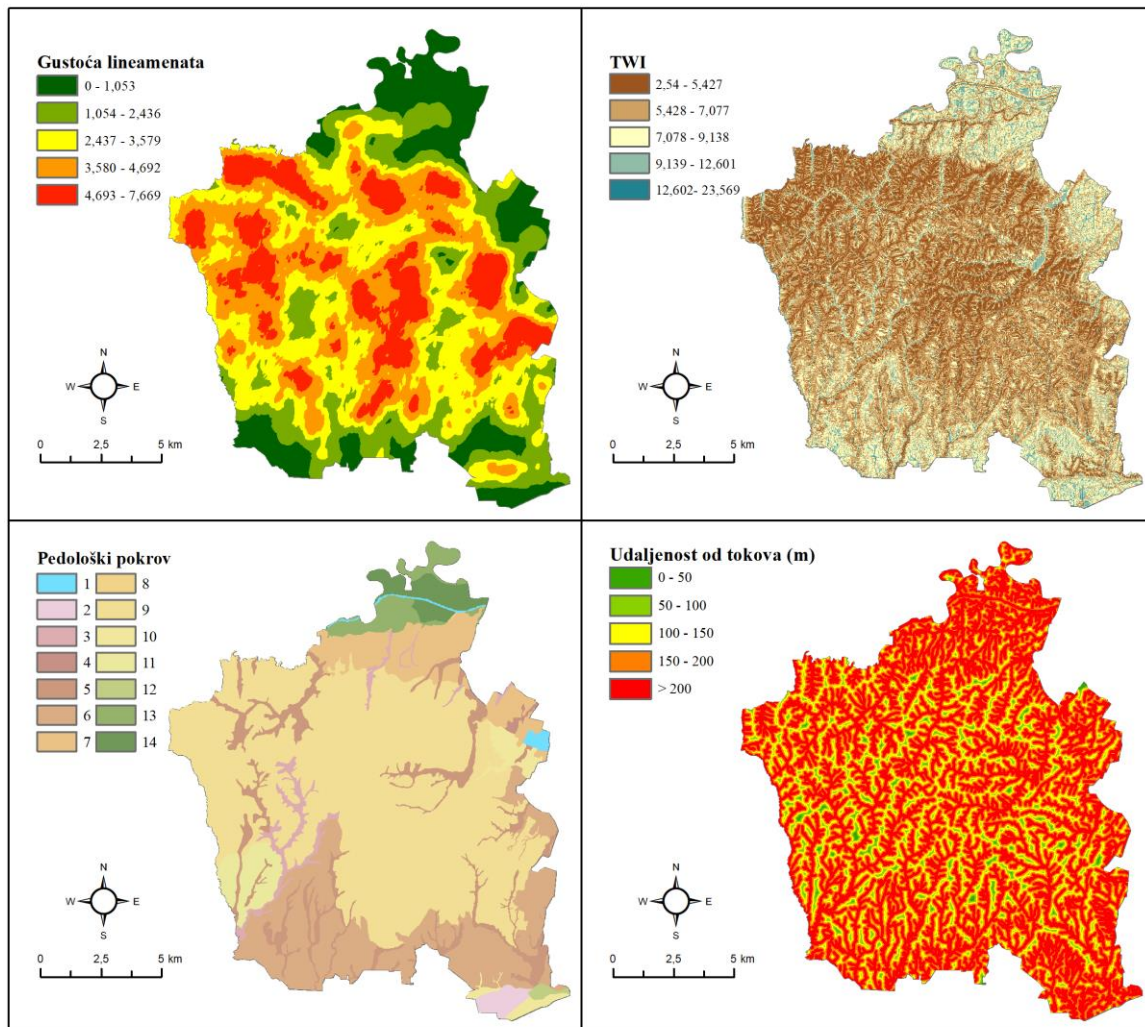 Gustoća lineamenata
0 - 1,053
1,054 - 2,436
2,437 - 3,579
3,580 - 4,692
4,693 - 7,669
N
W E
S
0 2,5 5 km
TWI
2,54 - 5,427
5,428 - 7,077
7,078 - 9,138
9,139 - 12,601
12,602- 23,569
N
W E
S
0 2,5 5 km
Pedološki pokrov
1 8
2 9
3 10
4 11
5 12
6 13
7 14
N
W E
S
0 2,5 5 km
Udaljenost od tokova (m)
0 - 50
50 - 100
100 - 150
150 - 200
> 200
N
W E
S
0 2,5 5 km